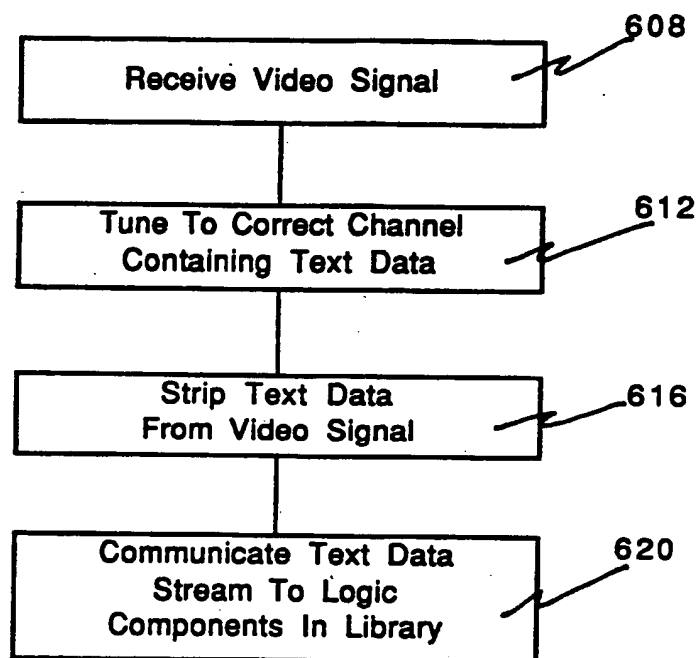 608
Receive Video Signal
612
Tune To Correct Channel
Containing Text Data
616
Strip Text Data
From Video Signal
620
Communicate Text Data
Stream To Logic
Components In Library